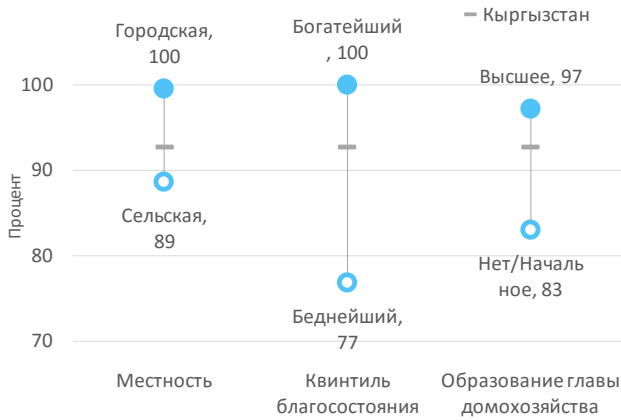 Кыргызстан
Городская,
100
Богатейший
, 100
Высшее, 97
100
90
80
70
Процент
Сельская,
89
Беднейший,
77
Нет/Началь
ное, 83
Местность
Квинтиль
благосостояния
Образование главы
домохозяйства